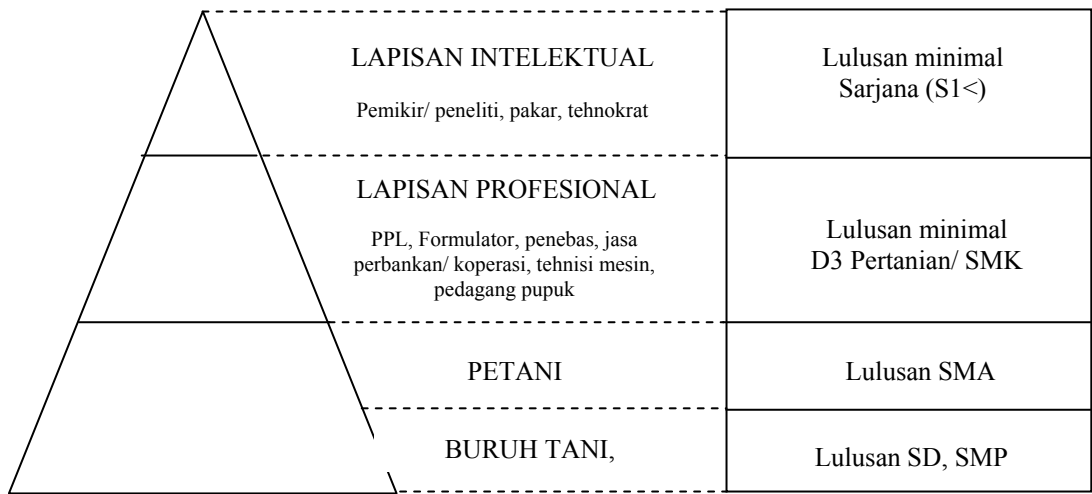 LAPISAN INTELEKTUAL
Pemikir/ peneliti, pakar, tehnokrat
Lulusan minimal
Sarjana (S1<)
LAPISAN PROFESIONAL
PPL, Formulator, penebas, jasa
perbankan/ koperasi, tehnisi mesin,
pedagang pupuk
Lulusan minimal
D3 Pertanian/ SMK
PETANI
Lulusan SMA
BURUH TANI,
Lulusan SD, SMP